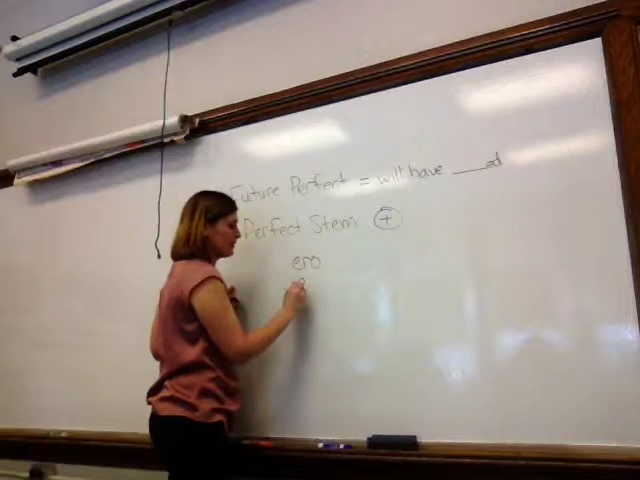 Future Perfect = will have ___ed
Perfect Stem +
ero